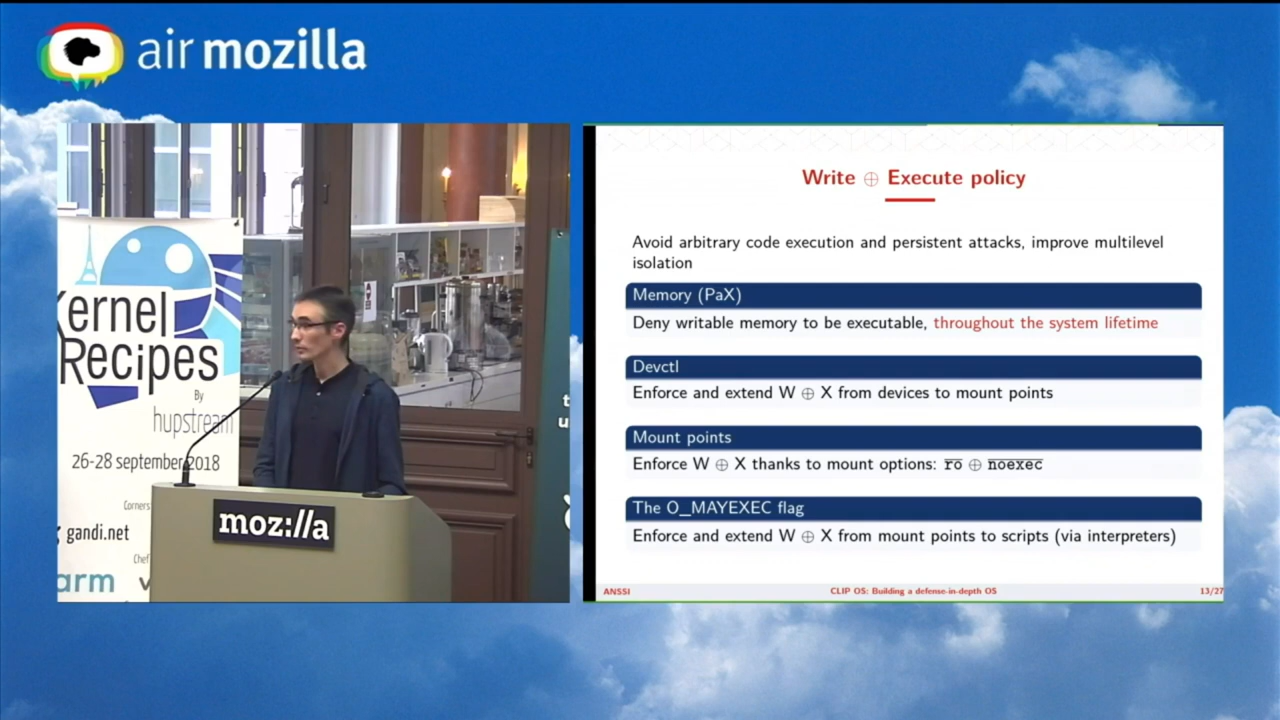 air mozilla
Kernel
Recipes
By
hupstream
26-28 september 2018
Corners
gandi.net
Chef
arm
moz://a
Write ⊕ Execute policy
Avoid arbitrary code execution and persistent attacks, improve multilevel
isolation
Memory (PaX)
Deny writable memory to be executable, throughout the system lifetime
Devctl
Enforce and extend W ⊕ X from devices to mount points
Mount points
Enforce W ⊕ X thanks to mount options: r̅o̅ ⊕ n̅o̅e̅x̅e̅c̅
The O_MAYEXEC flag
Enforce and extend W ⊕ X from mount points to scripts (via interpreters)
ANSSI CLIP OS: Building a defense-in-depth OS 13/27